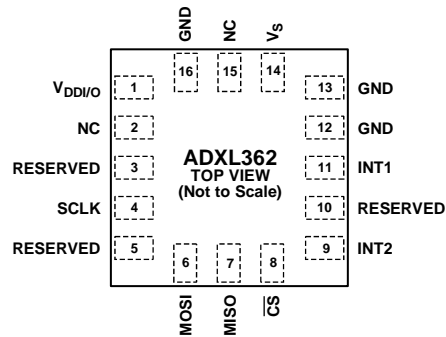 GND
NC
VS
16
15
14
VDDI/O
1
13
GND
NC
2
12
GND
RESERVED
3
ADXL362
TOP VIEW
(Not to Scale)
11
INT1
SCLK
4
10
RESERVED
RESERVED
5
9
INT2
6
7
8
MOSI
MISO
C̅S̅